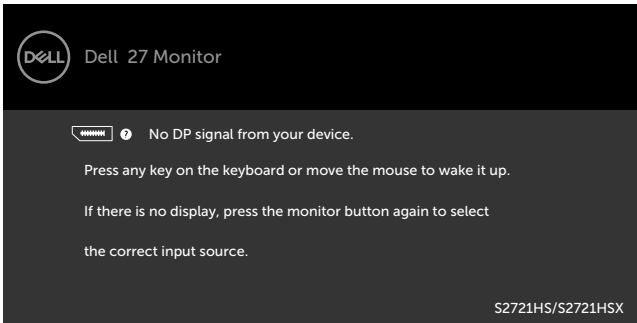 DELL
Dell 27 Monitor
? No DP signal from your device.
Press any key on the keyboard or move the mouse to wake it up.
If there is no display, press the monitor button again to select
the correct input source.
S2721HS/S2721HSX